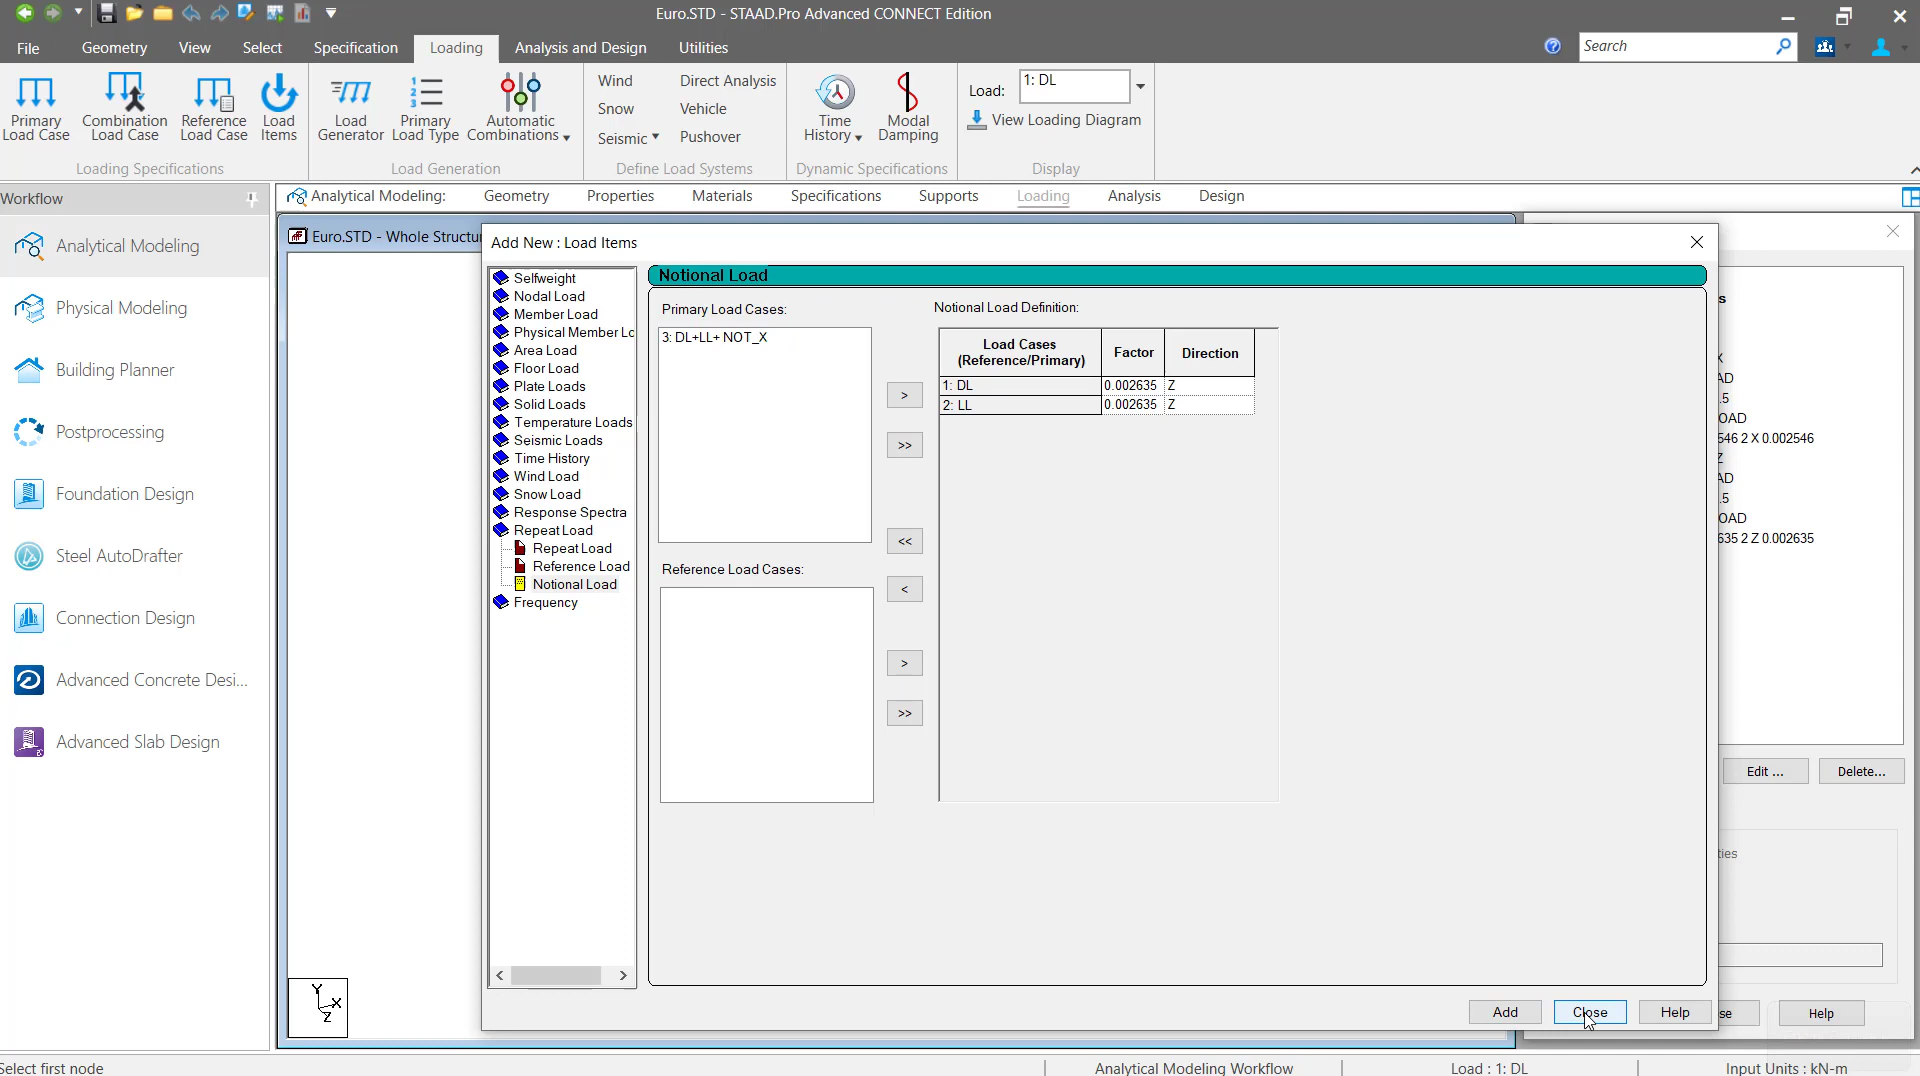 Euro.STD - STAAD.Pro Advanced CONNECT Edition
File Geometry View Select Specification Loading Analysis and Design Utilities Search
Primary Load Case
Combination Load Case
Reference Load Case
Load Items
Loading Specifications
Load Generator
Primary Load Type
Automatic Combinations
Load Generation
Wind Direct Analysis
Snow Vehicle
Seismic Pushover
Define Load Systems
Time History
Modal Damping
Dynamic Specifications
Load: 1: DL
View Loading Diagram
Display
Workflow
Analytical Modeling: Geometry Properties Materials Specifications Supports Loading Analysis Design
Analytical Modeling
Physical Modeling
Building Planner
Postprocessing
Foundation Design
Steel AutoDrafter
Connection Design
Advanced Concrete Desi...
Advanced Slab Design
Euro.STD - Whole Structu
Add New : Load Items
Selfweight
Nodal Load
Member Load
Physical Member Lo
Area Load
Floor Load
Plate Loads
Solid Loads
Temperature Loads
Seismic Loads
Time History
Wind Load
Snow Load
Response Spectra
Repeat Load
Repeat Load
Reference Load
Notional Load
Frequency
Notional Load
Primary Load Cases:
3: DL+LL+ NOT_X
>
>>
<<
<
Reference Load Cases:
>
>>
Notional Load Definition:
Load Cases (Reference/Primary) Factor Direction
1: DL 0.002635 Z
2: LL 0.002635 Z
Add Close Help
s
X
AD
.5
OAD
546 2 X 0.002546
Z
AD
.5
OAD
635 2 Z 0.002635
Edit ... Delete...
ties
se Help
Y
X
Z
Select first node
Analytical Modeling Workflow
Load : 1: DL
Input Units : kN-m